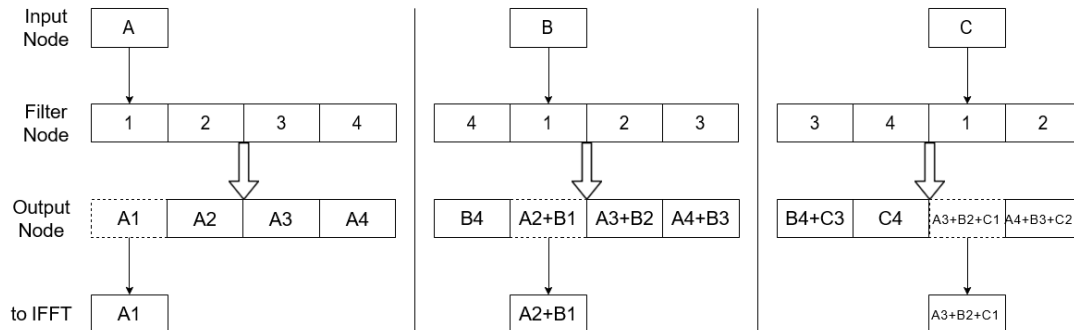 Input
Node
A
B
C
Filter
Node
1 2 3 4
4 1 2 3
3 4 1 2
Output
Node
A1 A2 A3 A4
B4 A2+B1 A3+B2 A4+B3
B4+C3 C4 A3+B2+C1 A4+B3+C2
to IFFT
A1
A2+B1
A3+B2+C1